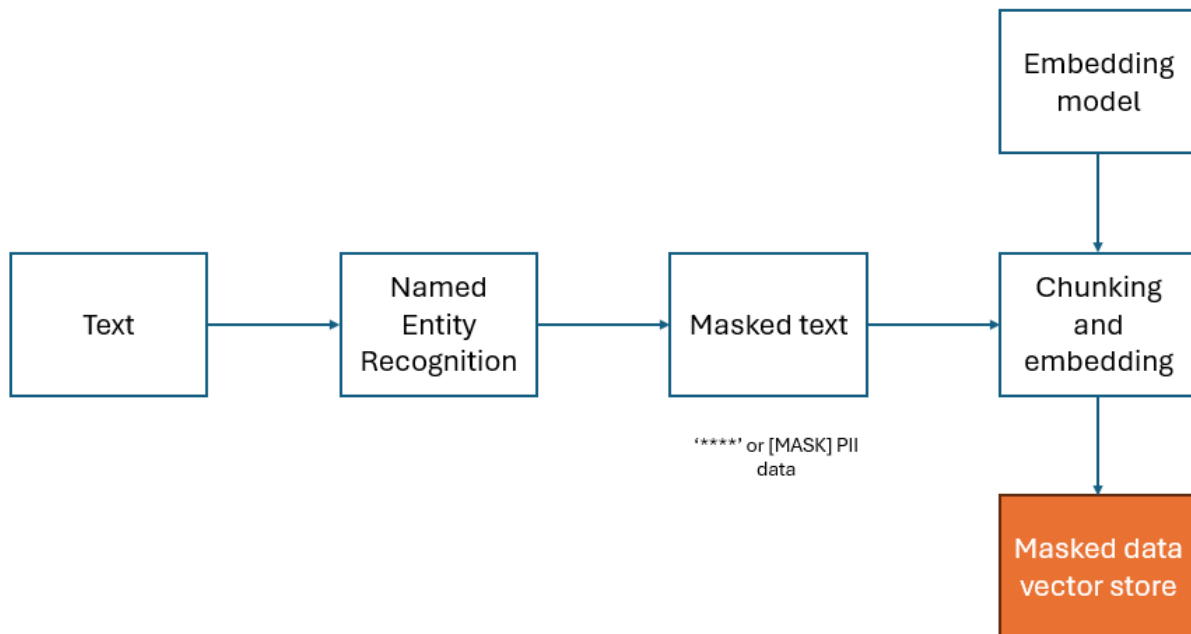 Embedding
model
Text
Named
Entity
Recognition
Masked text
Chunking
and
embedding
‘****’ or [MASK] PII
data
Masked data
vector store